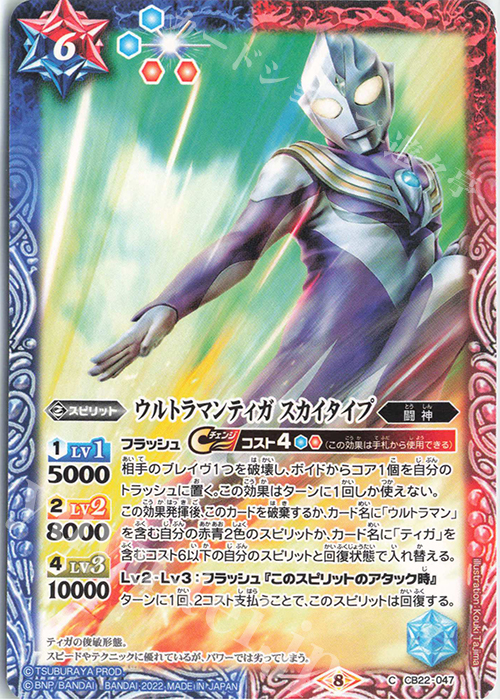 6
②スピリット
ウルトラマンティガ スカイタイプ
闘神
とう しん
1 LV1
5000
2 LV2
8000
4 LV3
10000
フラッシュ チェンジ コスト4 (この効果は手札から使用できる)
相手のブレイヴ1つを破壊し、ボイドからコア1個を自分の
トラッシュに置く。この効果はターンに1回しか使えない。
この効果発揮後、このカードを破棄するか、カード名に「ウルトラマン」
を含む自分の赤青2色のスピリットか、カード名に「ティガ」を
含むコスト6以下の自分のスピリットと回復状態で入れ替える。
Lv2・Lv3:フラッシュ『このスピリットのアタック時』
ターンに1回、2コスト支払うことで、このスピリットは回復する。
ティガの俊敏形態。
スピードやテクニックに優れているが、パワーでは劣ってしまう。
©TSUBURAYA PROD.
©BNP/BANDAI BANDAI 2022 MADE IN JAPAN
8
C CB22-047
Illustration Kouki Tajima